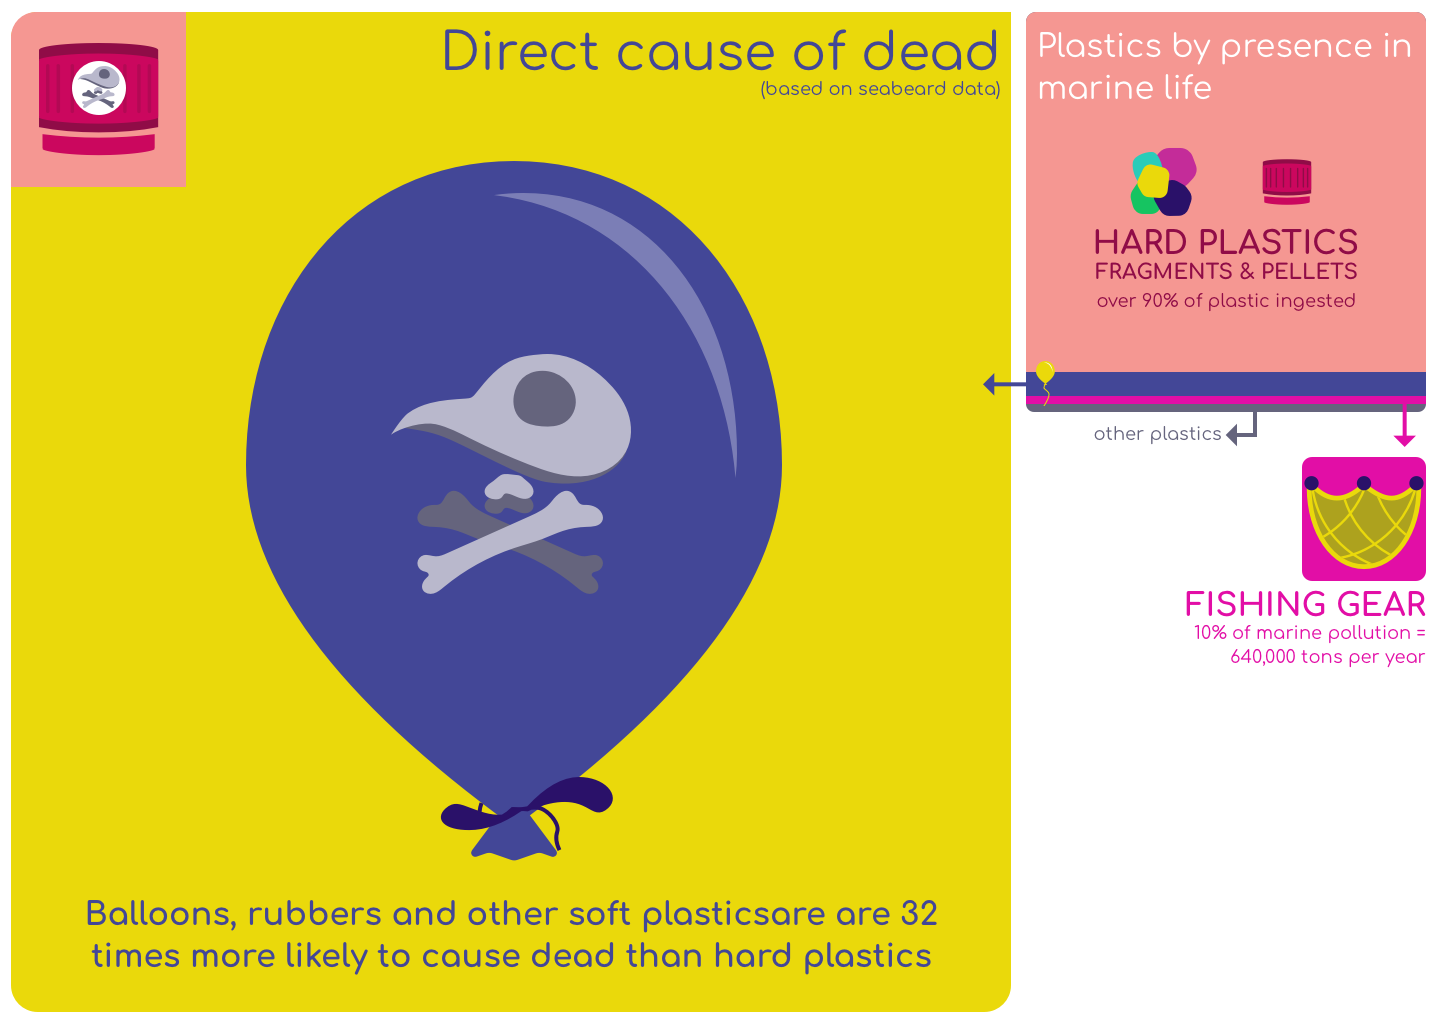 Direct cause of dead
(based on seabeard data)
Balloons, rubbers and other soft plasticsare are 32
times more likely to cause dead than hard plastics
Plastics by presence in
marine life
HARD PLASTICS
FRAGMENTS & PELLETS
over 90% of plastic ingested
other plastics
FISHING GEAR
10% of marine pollution =
640,000 tons per year